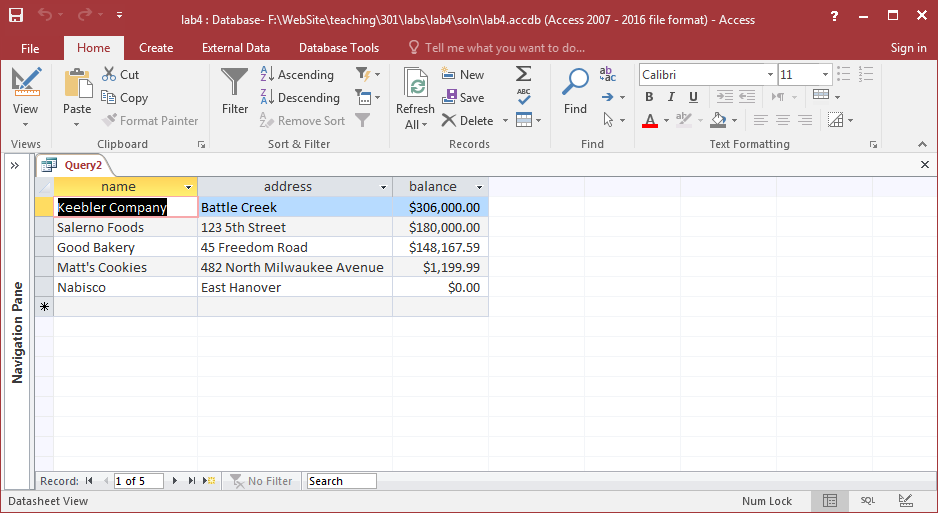 lab4 : Database- F:\WebSite\teaching\301\labs\lab4\soln\lab4.accdb (Access 2007 - 2016 file format) - Access
?
File Home Create External Data Database Tools Tell me what you want to do... Sign in
View
Views
Paste
Cut
Copy
Format Painter
Clipboard
Filter
Ascending
Descending
Remove Sort
Sort & Filter
Refresh
All
New
Save
Delete
Σ
ABC
Records
Find
ab
ac
Find
Calibri 11
B I U
A ab
Text Formatting
Query2
Navigation Pane
name address balance
Keebler Company Battle Creek $306,000.00
Salerno Foods 123 5th Street $180,000.00
Good Bakery 45 Freedom Road $148,167.59
Matt's Cookies 482 North Milwaukee Avenue $1,199.99
Nabisco East Hanover $0.00
Record: 1 of 5 No Filter Search
Datasheet View Num Lock SQL